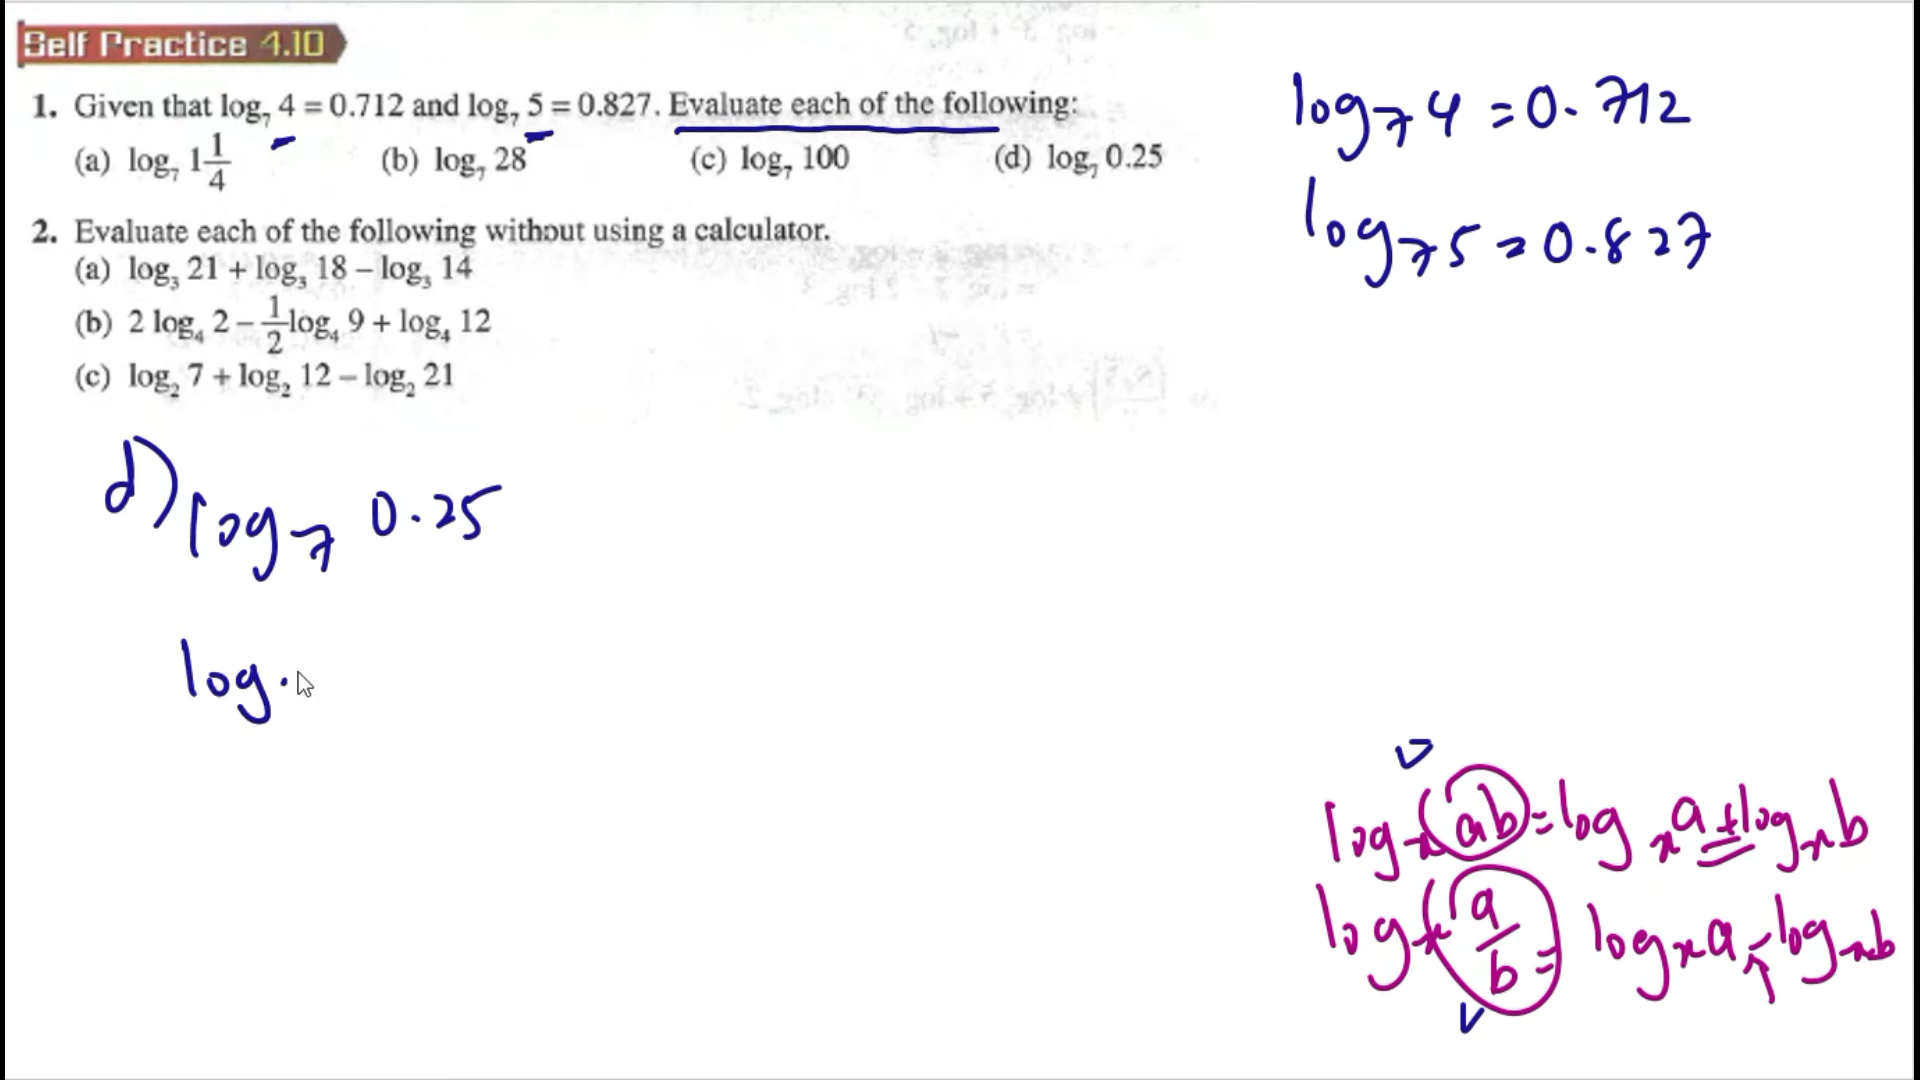 Self Practice 4.10
1. Given that log₇ 4 = 0.712 and log₇ 5 = 0.827. Evaluate each of the following:
(a) log₇ 1 1/4 (b) log₇ 28 (c) log₇ 100 (d) log₇ 0.25
2. Evaluate each of the following without using a calculator.
(a) log₃ 21 + log₃ 18 – log₃ 14
(b) 2 log₄ 2 – 1/2 log₄ 9 + log₄ 12
(c) log₂ 7 + log₂ 12 – log₂ 21
log₇ 4 = 0.712
log₇ 5 = 0.827
d) log₇ 0.25
log
logₓ(ab) = logₓ a + logₓ b
logₓ(a/b) = logₓ a - logₓ b